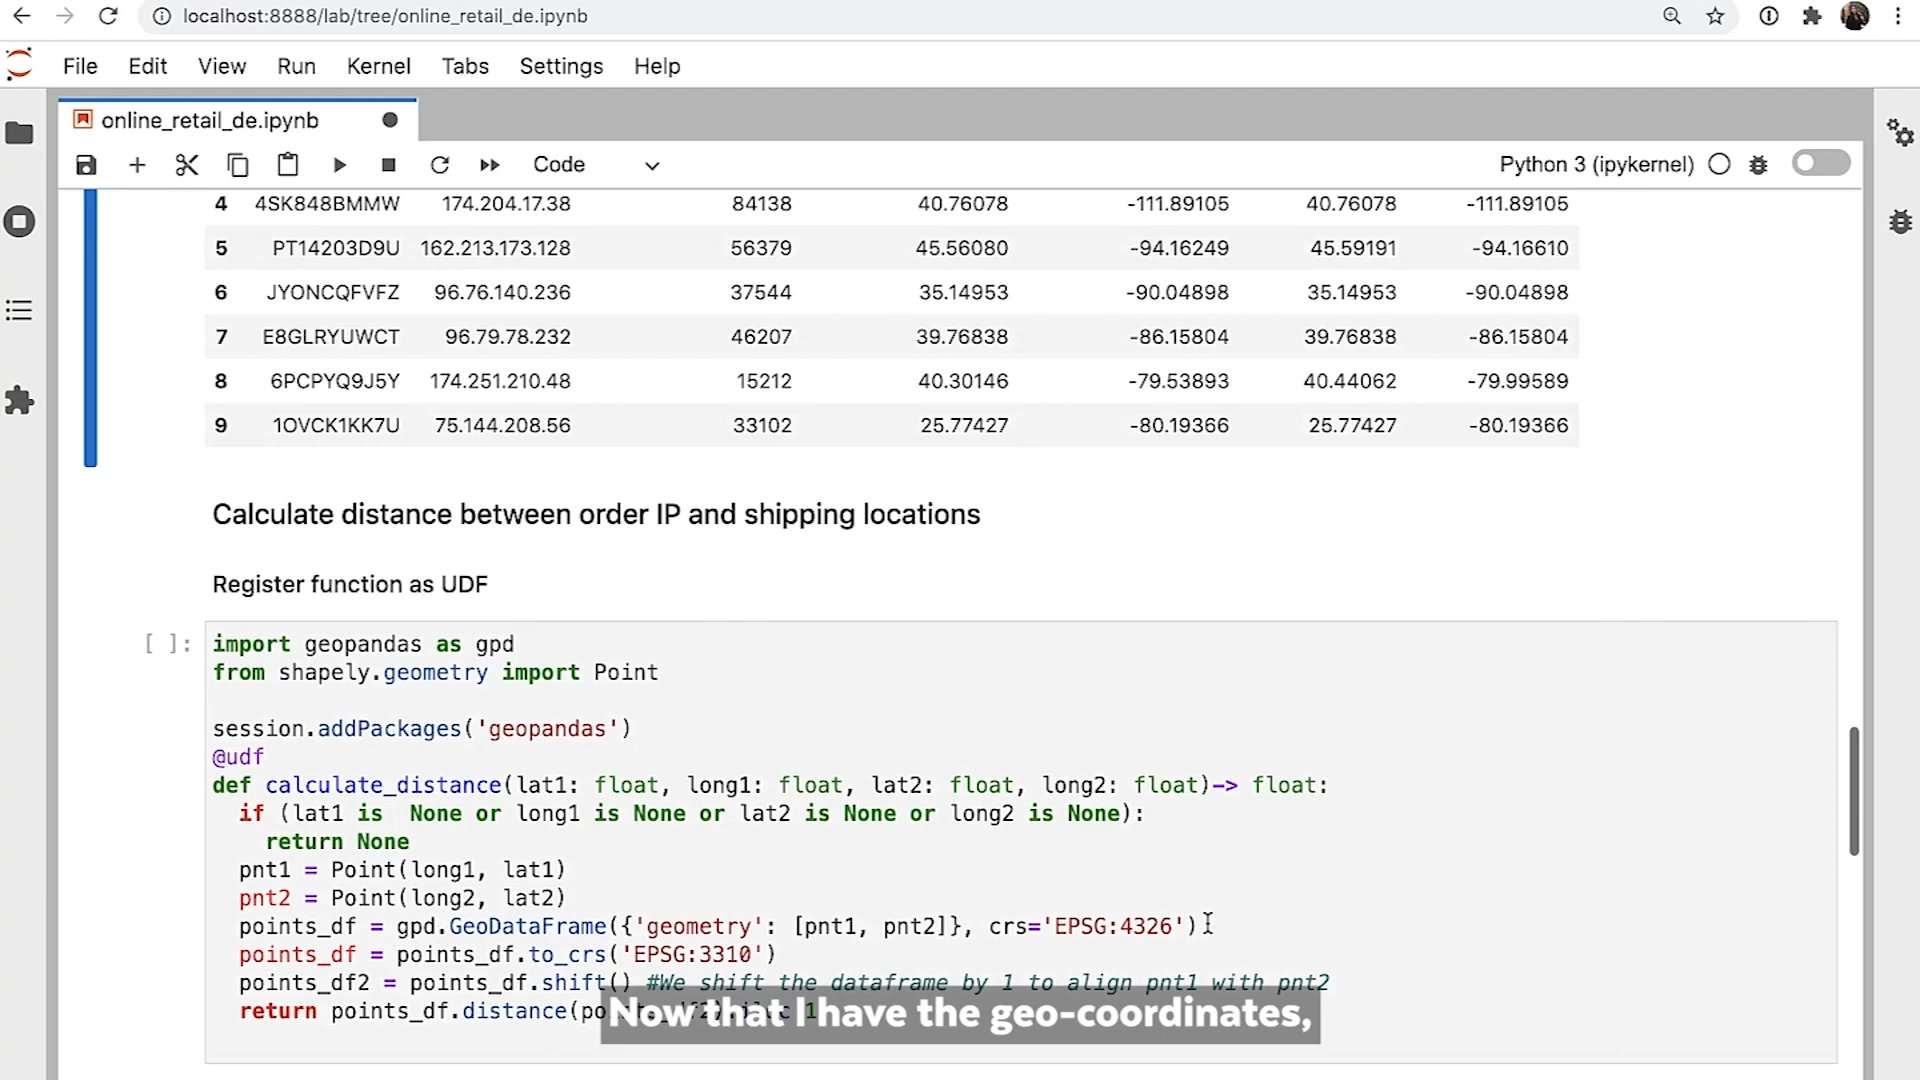 localhost:8888/lab/tree/online_retail_de.ipynb
File Edit View Run Kernel Tabs Settings Help
online_retail_de.ipynb
Code Python 3 (ipykernel)
4 4SK848BMMW 174.204.17.38 84138 40.76078 -111.89105 40.76078 -111.89105
5 PT14203D9U 162.213.173.128 56379 45.56080 -94.16249 45.59191 -94.16610
6 JYONCQFVFZ 96.76.140.236 37544 35.14953 -90.04898 35.14953 -90.04898
7 E8GLRYUWCT 96.79.78.232 46207 39.76838 -86.15804 39.76838 -86.15804
8 6PCPYQ9J5Y 174.251.210.48 15212 40.30146 -79.53893 40.44062 -79.99589
9 1OVCK1KK7U 75.144.208.56 33102 25.77427 -80.19366 25.77427 -80.19366
Calculate distance between order IP and shipping locations
Register function as UDF
[ ]: import geopandas as gpd
from shapely.geometry import Point
session.addPackages('geopandas')
@udf
def calculate_distance(lat1: float, long1: float, lat2: float, long2: float)-> float:
if (lat1 is  None or long1 is None or lat2 is None or long2 is None):
return None
pnt1 = Point(long1, lat1)
pnt2 = Point(long2, lat2)
points_df = gpd.GeoDataFrame({'geometry': [pnt1, pnt2]}, crs='EPSG:4326')
points_df = points_df.to_crs('EPSG:3310')
points_df2 = points_df.shift() #We shift the dataframe by 1 to align pnt1 with pnt2
return points_df.distance(po
Now that I have the geo-coordinates,